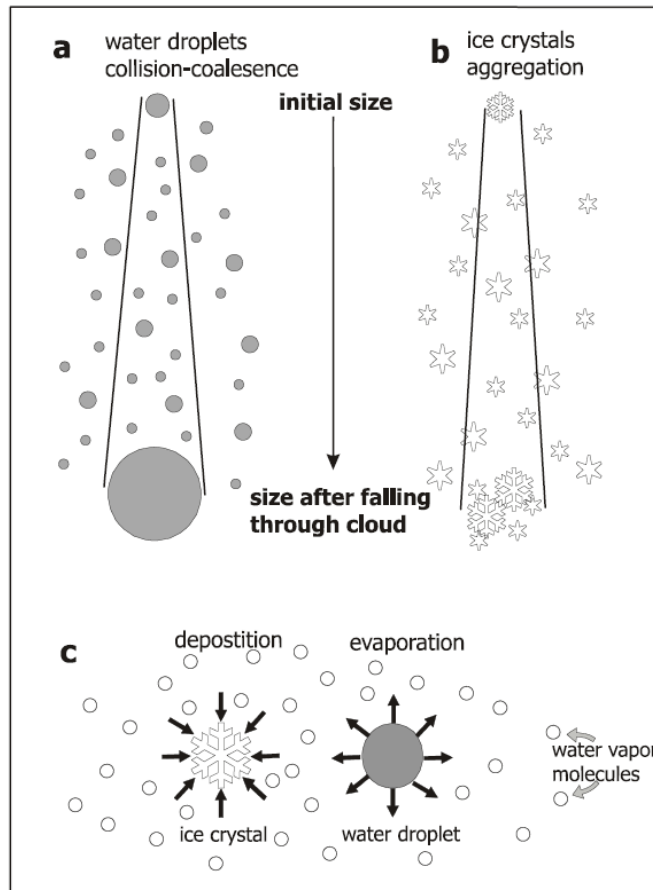 a
water droplets
collision-coalesence
b
ice crystals
aggregation
initial size
size after falling
through cloud
c
depostition
evaporation
water vapor
molecules
ice crystal
water droplet